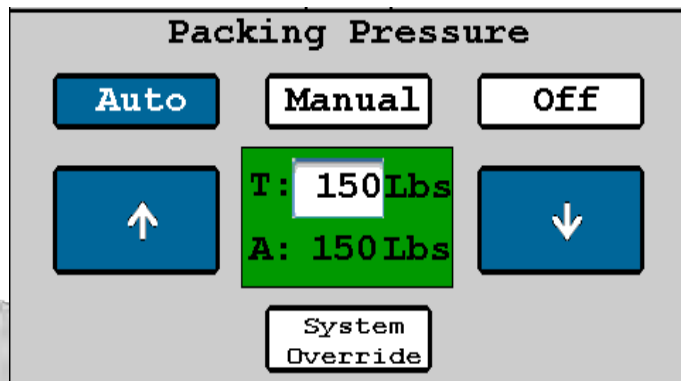 Packing Pressure
Auto Manual Off
T: 150Lbs
A: 150Lbs
System
Override